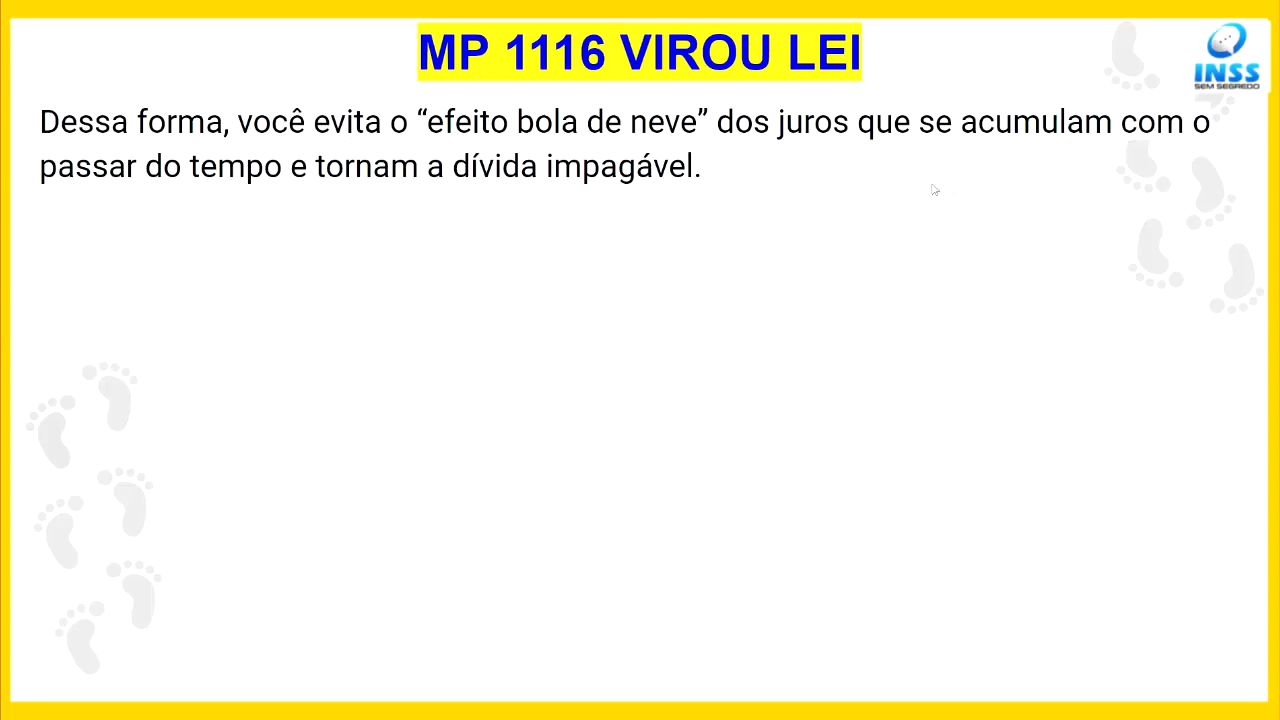 MP 1116 VIROU LEI
INSS
SEM SEGREDO
Dessa forma, você evita o “efeito bola de neve” dos juros que se acumulam com o
passar do tempo e tornam a dívida impagável.